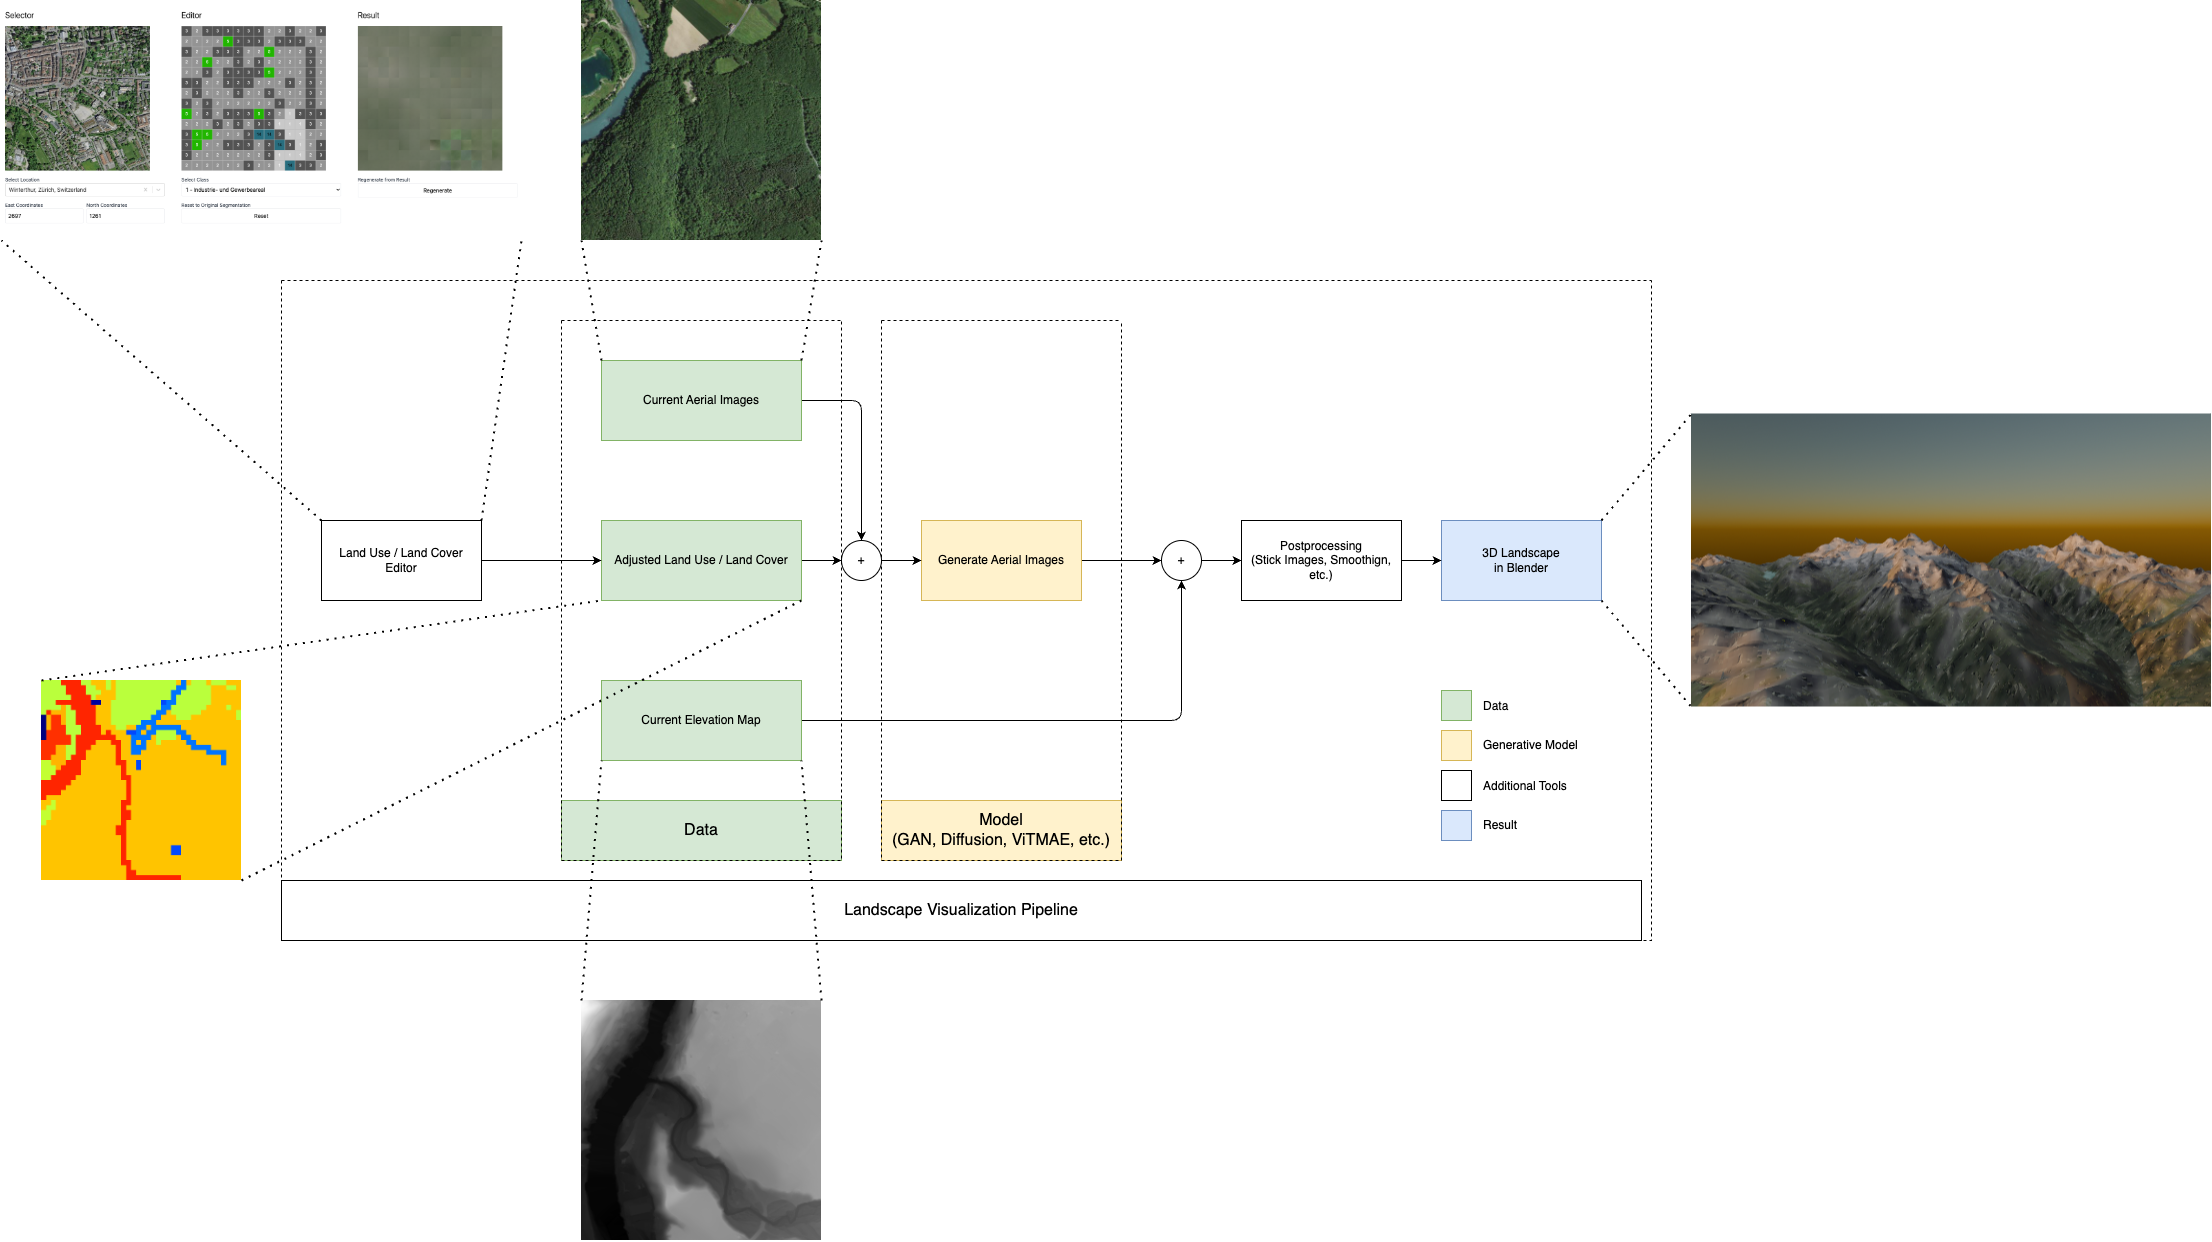 Selector
Editor
Result
Select Location
Winterthur, Zürich, Switzerland
East Coordinates
North Coordinates
2697
1261
Select Class
1 - Industrie- und Gewerbeareal
Reset to Original Segmentation
Reset
Regenerate from Result
Regenerate
Current Aerial Images
Land Use / Land Cover
Editor
Adjusted Land Use / Land Cover
+
Generate Aerial Images
+
Postprocessing
(Stick Images, Smoothign,
etc.)
3D Landscape
in Blender
Current Elevation Map
Data
Generative Model
Additional Tools
Result
Data
Model
(GAN, Diffusion, ViTMAE, etc.)
Landscape Visualization Pipeline